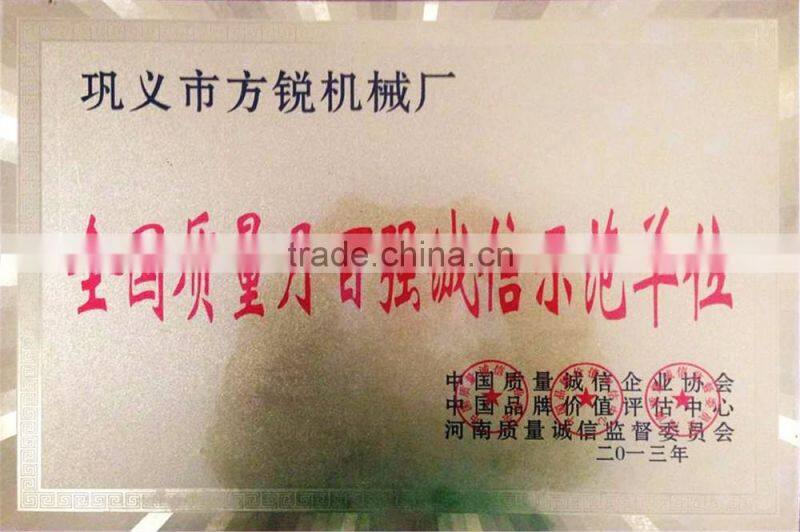 巩义市方锐机械厂
全国质量月百强诚信示范单位
trade.china.cn
中国质量诚信企业协会
中国品牌价值评估中心
河南质量诚信监督委员会
二0一三年